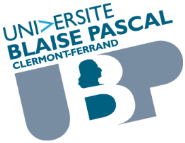 UNIVERSITE
BLAISE PASCAL
CLERMONT-FERRAND
UBP